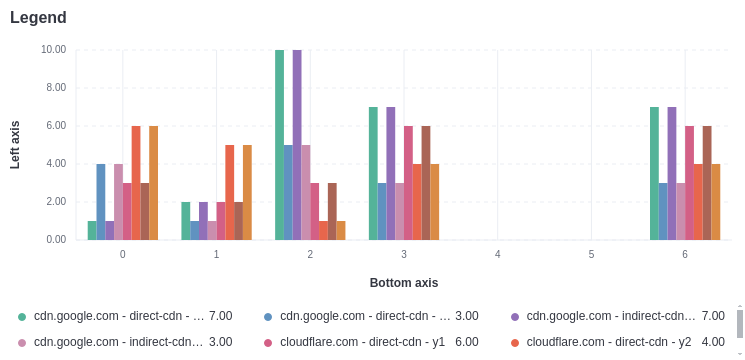 Legend
10.00
8.00
6.00
4.00
2.00
0.00
Left axis
0 1 2 3 4 5 6
Bottom axis
cdn.google.com - direct-cdn - … 7.00 cdn.google.com - direct-cdn - … 3.00 cdn.google.com - indirect-cdn… 7.00
cdn.google.com - indirect-cdn… 3.00 cloudflare.com - direct-cdn - y1 6.00 cloudflare.com - direct-cdn - y2 4.00